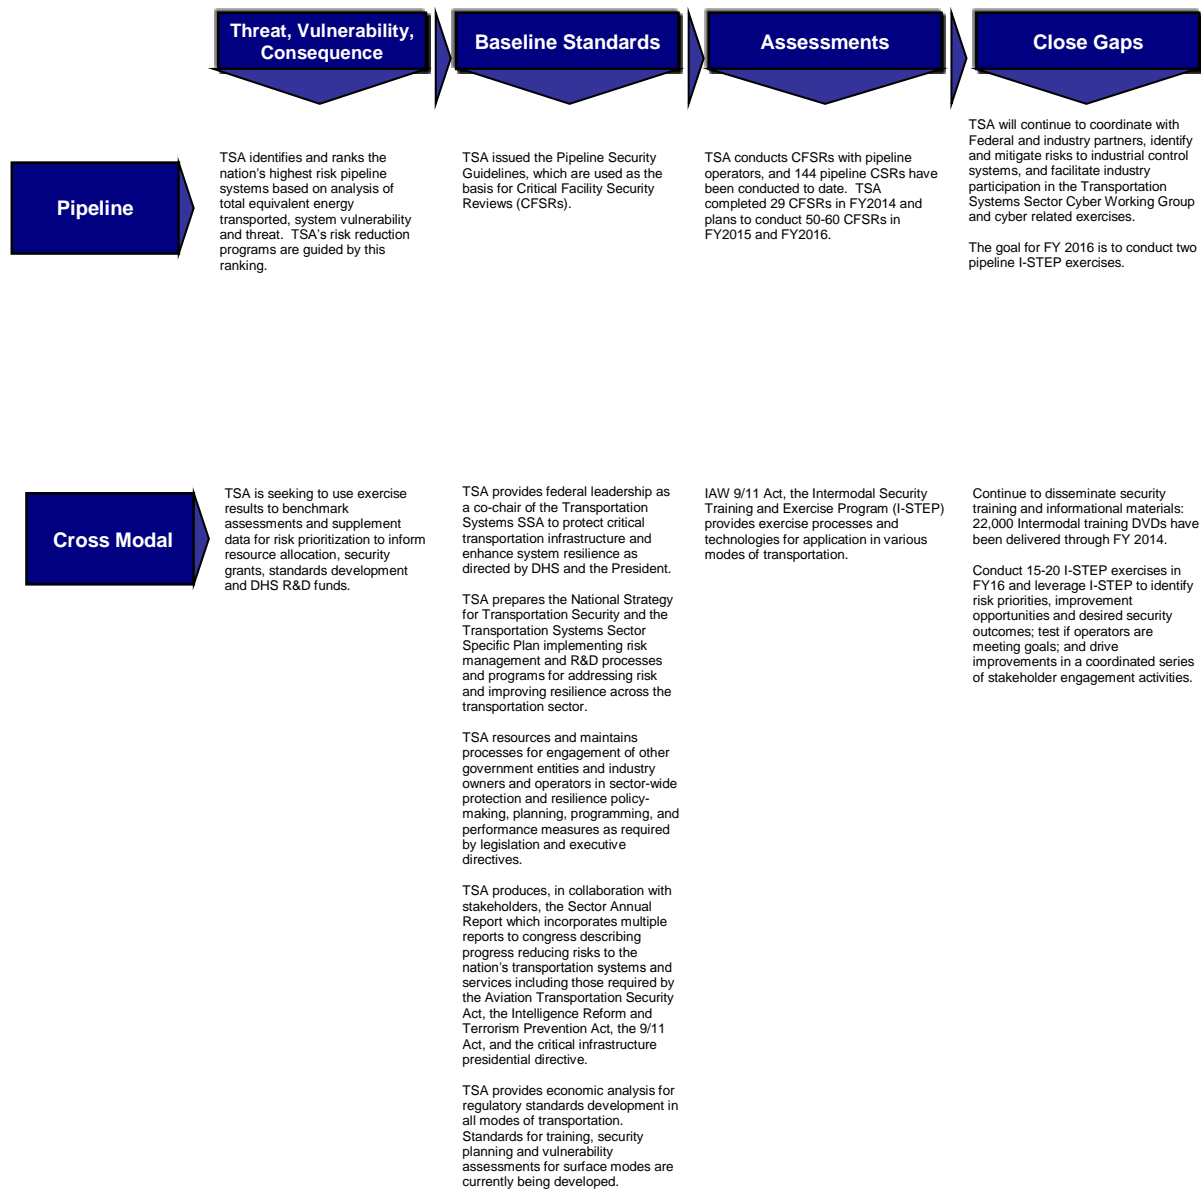 Threat, Vulnerability,
Consequence
Baseline Standards
Assessments
Close Gaps
Pipeline
TSA identifies and ranks the
nation's highest risk pipeline
systems based on analysis of
total equivalent energy
transported, system vulnerability
and threat.  TSA's risk reduction
programs are guided by this
ranking.
TSA issued the Pipeline Security
Guidelines, which are used as the
basis for Critical Facility Security
Reviews (CFSRs).
TSA conducts CFSRs with pipeline
operators, and 144 pipeline CSRs have
been conducted to date.  TSA
completed 29 CFSRs in FY2014 and
plans to conduct 50-60 CFSRs in
FY2015 and FY2016.
TSA will continue to coordinate with
Federal and industry partners, identify
and mitigate risks to industrial control
systems, and facilitate industry
participation in the Transportation
Systems Sector Cyber Working Group
and cyber related exercises.
The goal for FY 2016 is to conduct two
pipeline I-STEP exercises.
Cross Modal
TSA is seeking to use exercise
results to benchmark
assessments and supplement
data for risk prioritization to inform
resource allocation, security
grants, standards development
and DHS R&D funds.
TSA provides federal leadership as
a co-chair of the Transportation
Systems SSA to protect critical
transportation infrastructure and
enhance system resilience as
directed by DHS and the President.
TSA prepares the National Strategy
for Transportation Security and the
Transportation Systems Sector
Specific Plan implementing risk
management and R&D processes
and programs for addressing risk
and improving resilience across the
transportation sector.
TSA resources and maintains
processes for engagement of other
government entities and industry
owners and operators in sector-wide
protection and resilience policy-
making, planning, programming, and
performance measures as required
by legislation and executive
directives.
TSA produces, in collaboration with
stakeholders, the Sector Annual
Report which incorporates multiple
reports to congress describing
progress reducing risks to the
nation's transportation systems and
services including those required by
the Aviation Transportation Security
Act, the Intelligence Reform and
Terrorism Prevention Act, the 9/11
Act, and the critical infrastructure
presidential directive.
TSA provides economic analysis for
regulatory standards development in
all modes of transportation.
Standards for training, security
planning and vulnerability
assessments for surface modes are
currently being developed.
IAW 9/11 Act, the Intermodal Security
Training and Exercise Program (I-STEP)
provides exercise processes and
technologies for application in various
modes of transportation.
Continue to disseminate security
training and informational materials:
22,000 Intermodal training DVDs have
been delivered through FY 2014.
Conduct 15-20 I-STEP exercises in
FY16 and leverage I-STEP to identify
risk priorities, improvement
opportunities and desired security
outcomes; test if operators are
meeting goals; and drive
improvements in a coordinated series
of stakeholder engagement activities.